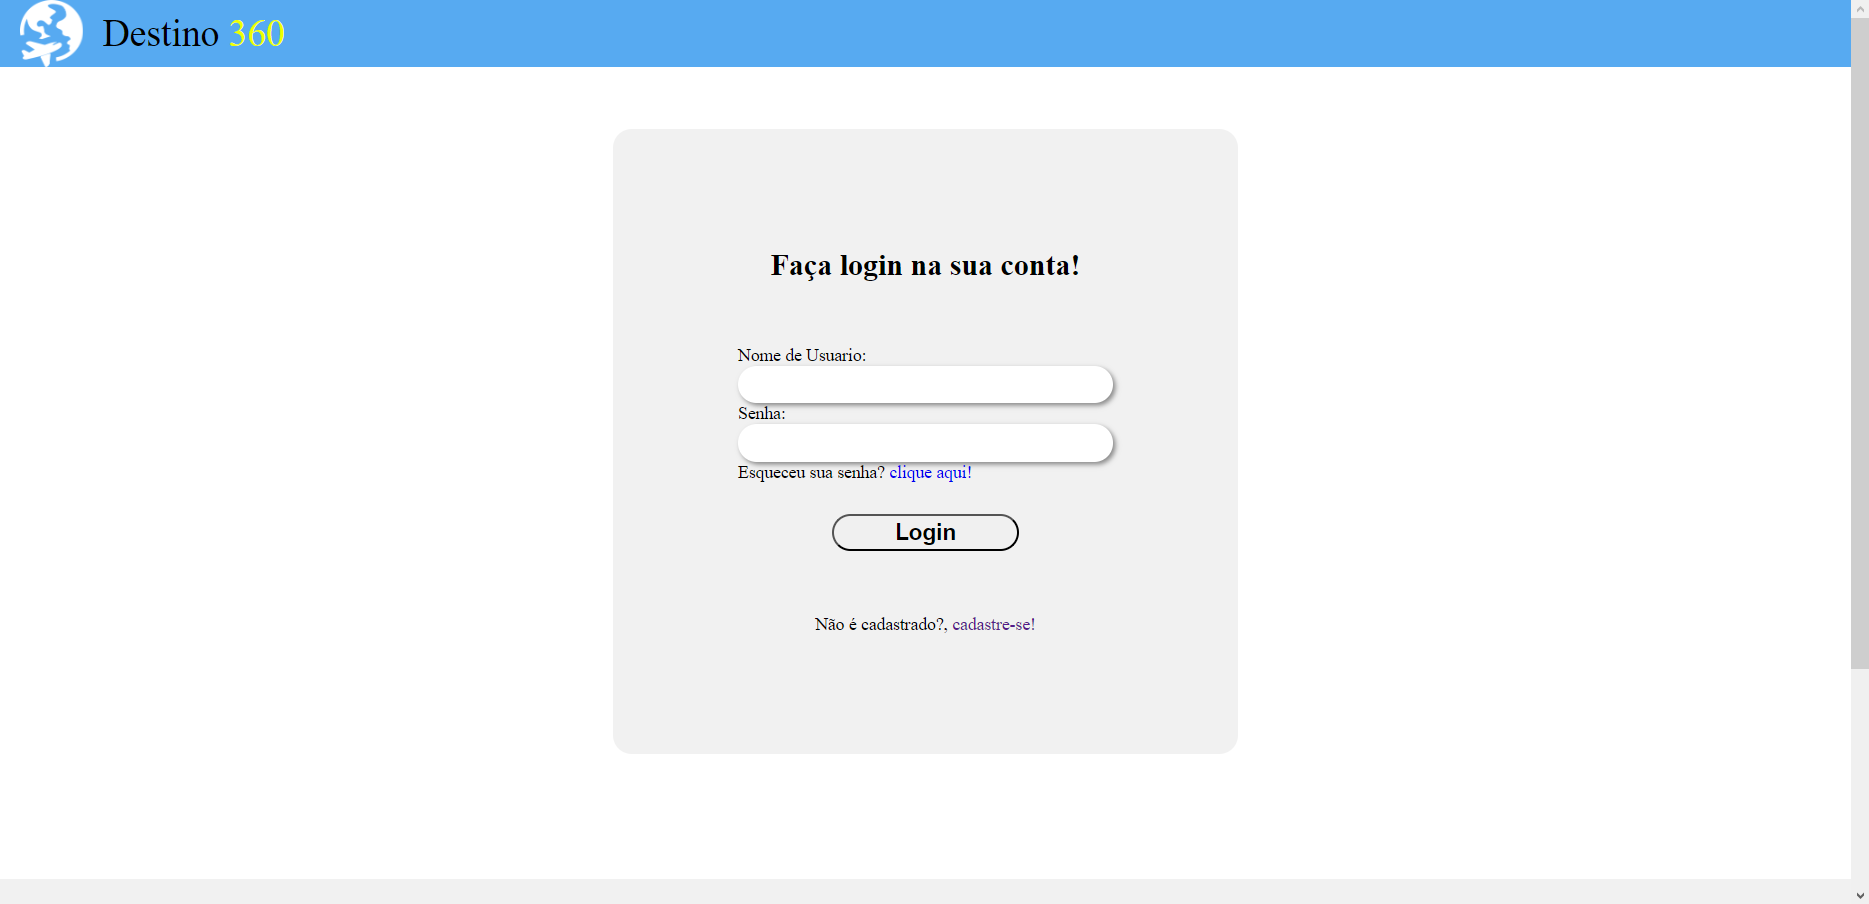 Destino 360
Faça login na sua conta!
Nome de Usuario:
Senha:
Esqueceu sua senha? clique aqui!
Login
Não é cadastrado?, cadastre-se!